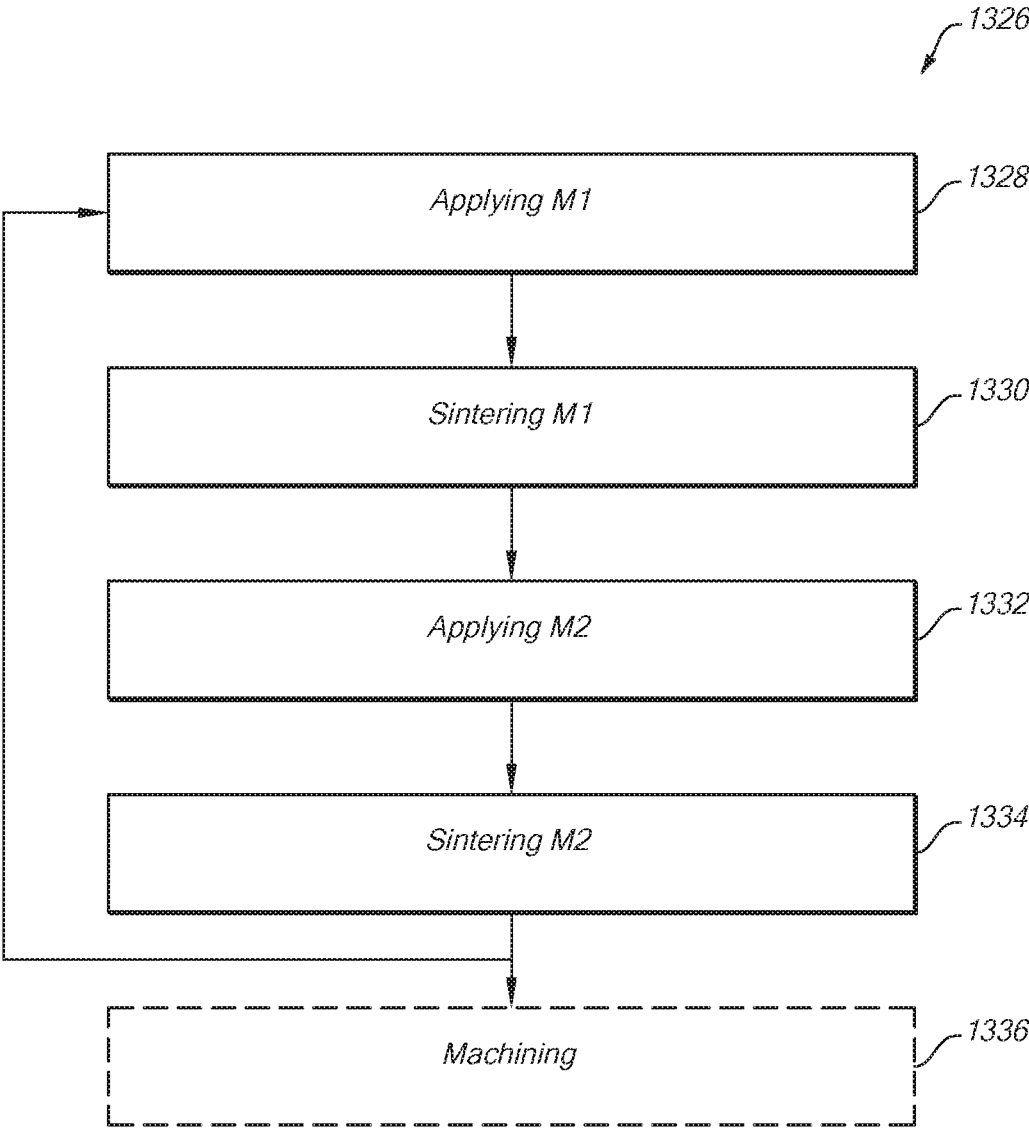 1326
Applying M1
1328
Sintering M1
1330
Applying M2
1332
Sintering M2
1334
Machining
1336